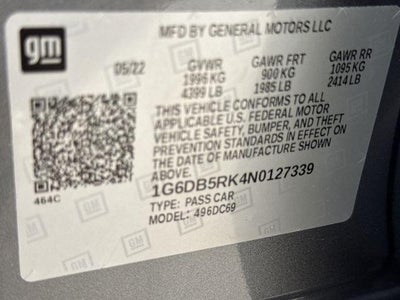 gm
MFD BY GENERAL MOTORS LLC
05/22 GVWR GAWR FRT GAWR RR
1996 KG 900 KG 1095 KG
4399 LB 1985 LB 2414 LB
THIS VEHICLE CONFORMS TO ALL
APPLICABLE U.S. FEDERAL MOTOR
VEHICLE SAFETY, BUMPER, AND THEFT
PREVENTION STANDARDS IN EFFECT ON
THE DATE OF MANUFACTURE SHOWN
ABOVE.
464C
1G6DB5RK4N0127339
TYPE: PASS CAR
MODEL: 496DC69